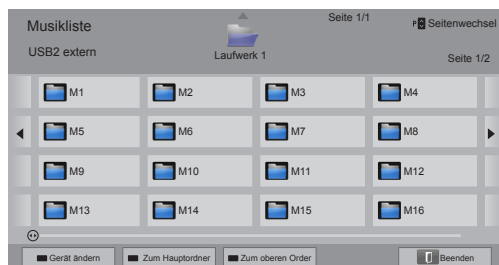 Musikliste
Seite 1/1
P Seitenwechsel
USB2 extern
Laufwerk 1
Seite 1/2
M1 M2 M3 M4
M5 M6 M7 M8
M9 M10 M11 M12
M13 M14 M15 M16
Gerät ändern Zum Hauptordner Zum oberen Order Beenden